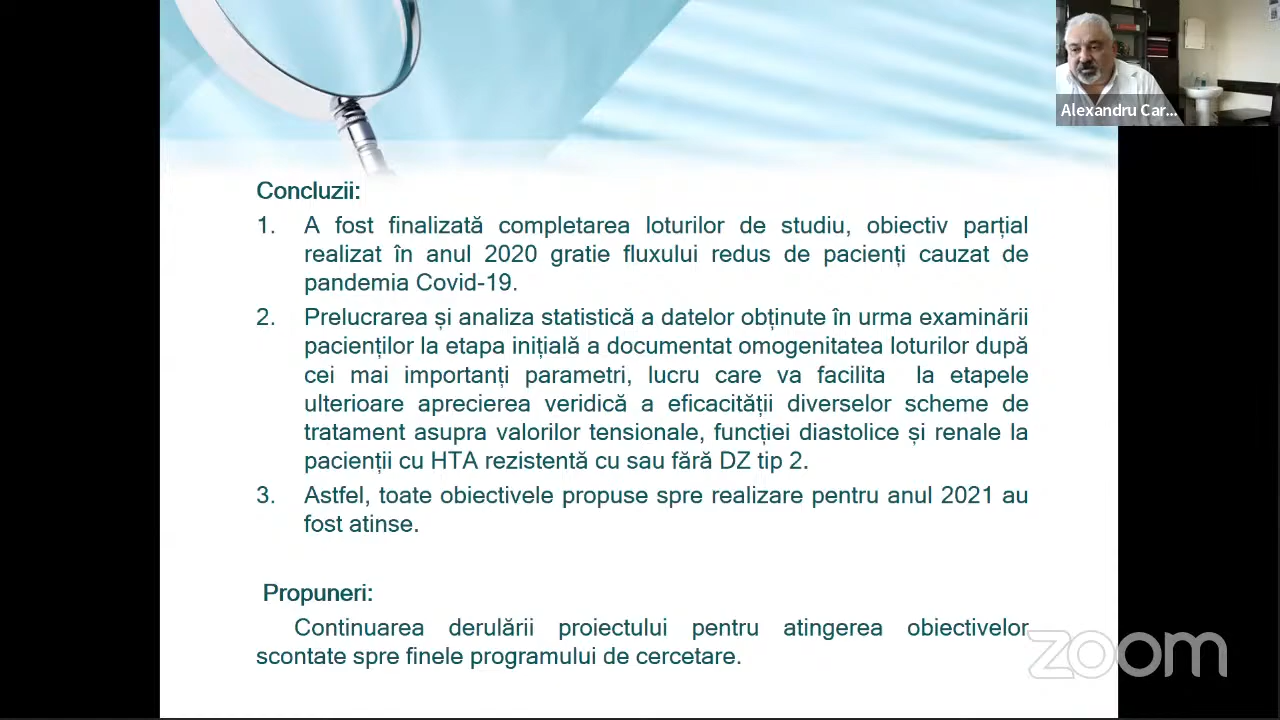 Alexandru Car...
Concluzii:
1. A fost finalizată completarea loturilor de studiu, obiectiv parțial
realizat în anul 2020 gratie fluxului redus de pacienți cauzat de
pandemia Covid-19.
2. Prelucrarea și analiza statistică a datelor obținute în urma examinării
pacienților la etapa inițială a documentat omogenitatea loturilor după
cei mai importanți parametri, lucru care va facilita la etapele
ulterioare aprecierea veridică a eficacității diverselor scheme de
tratament asupra valorilor tensionale, funcției diastolice și renale la
pacienții cu HTA rezistentă cu sau fără DZ tip 2.
3. Astfel, toate obiectivele propuse spre realizare pentru anul 2021 au
fost atinse.
Propuneri:
Continuarea derulării proiectului pentru atingerea obiectivelor
scontate spre finele programului de cercetare.
zoom